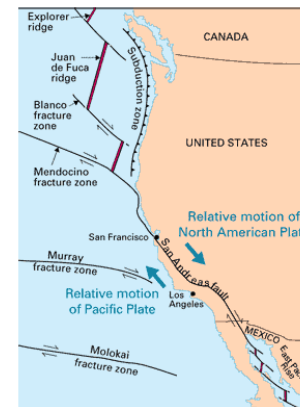 Explorer
ridge
CANADA
Juan
de Fuca
ridge
Subduction zone
Blanco
fracture
zone
UNITED STATES
Mendocino
fracture zone
Relative motion of
North American Plat
San Francisco
San Andreas fault
Murray
fracture zone
Relative motion
of Pacific Plate
Los
Angeles
MEXICO
East Pac
Rise
Molokai
fracture zone